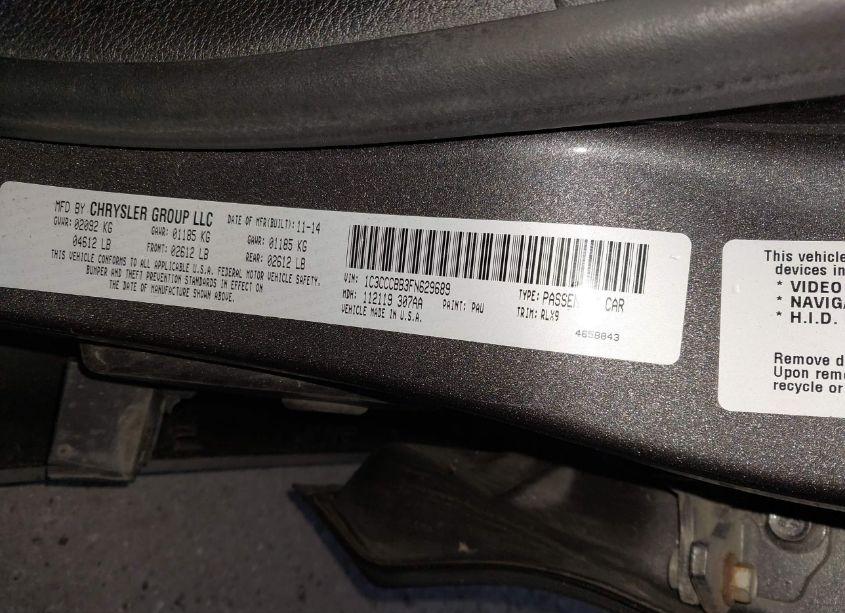 MFD BY CHRYSLER GROUP LLC
DATE OF MFR(BUILT): 11-14
GVWR: 02092 KG
GAWR: 01185 KG
GAWR: 01185 KG
04612 LB
FRONT: 02612 LB
REAR: 02612 LB
THIS VEHICLE CONFORMS TO ALL APPLICABLE U.S.A. FEDERAL MOTOR VEHICLE SAFETY,
BUMPER AND THEFT PREVENTION STANDARDS IN EFFECT ON
THE DATE OF MANUFACTURE SHOWN ABOVE.
VIN: 1C3CCCBB3FN629689
TYPE: PASSEN CAR
MDH: 112119 307AA
PAINT: PAU
TRIM: RLX9
VEHICLE MADE IN U.S.A.
4658843
This vehicle
devices in
* VIDEO
* NAVIGA
* H.I.D.
Remove d
Upon remo
recycle or